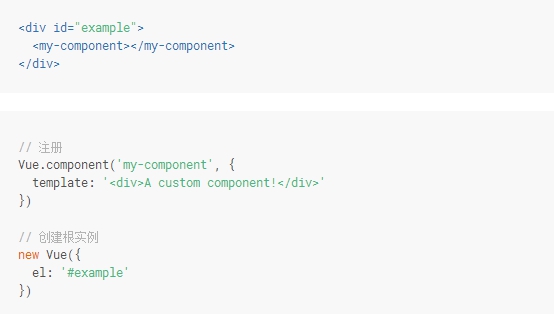 <div id="example">
  <my-component></my-component>
</div>
// 注册
Vue.component('my-component', {
  template: '<div>A custom component!</div>'
})
// 创建根实例
new Vue({
  el: '#example'
})